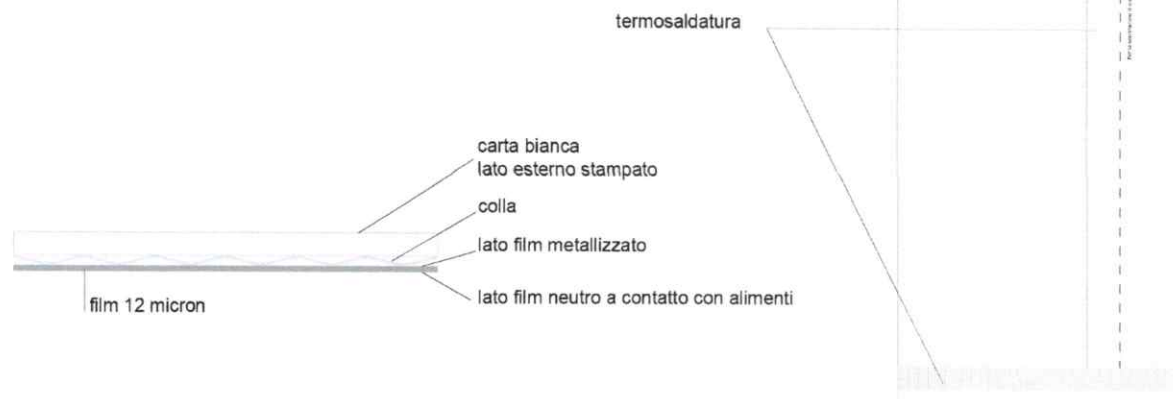 termosaldatura
carta bianca
lato esterno stampato
colla
lato film metallizzato
lato film neutro a contatto con alimenti
film 12 micron